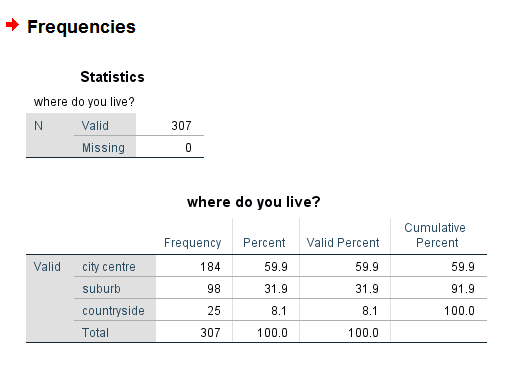 Frequencies
Statistics
where do you live?
N Valid 307
Missing 0
where do you live?
Frequency Percent Valid Percent Cumulative Percent
Valid city centre 184 59.9 59.9 59.9
suburb 98 31.9 31.9 91.9
countryside 25 8.1 8.1 100.0
Total 307 100.0 100.0